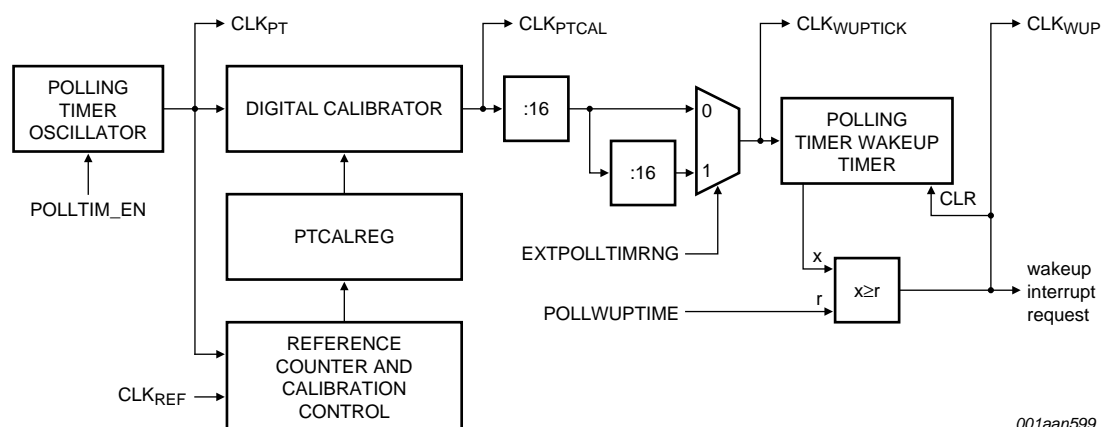 CLKPT
CLKPTCAL
CLKWUPTICK
CLKWUP
POLLING
TIMER
OSCILLATOR
DIGITAL CALIBRATOR
:16
0
1
:16
POLLING
TIMER WAKEUP
TIMER
CLR
POLLTIM_EN
PTCALREG
EXTPOLLTIMRNG
x
r
x≥r
POLLWUPTIME
wakeup
interrupt
request
REFERENCE
COUNTER AND
CALIBRATION
CONTROL
CLKREF
001aan599